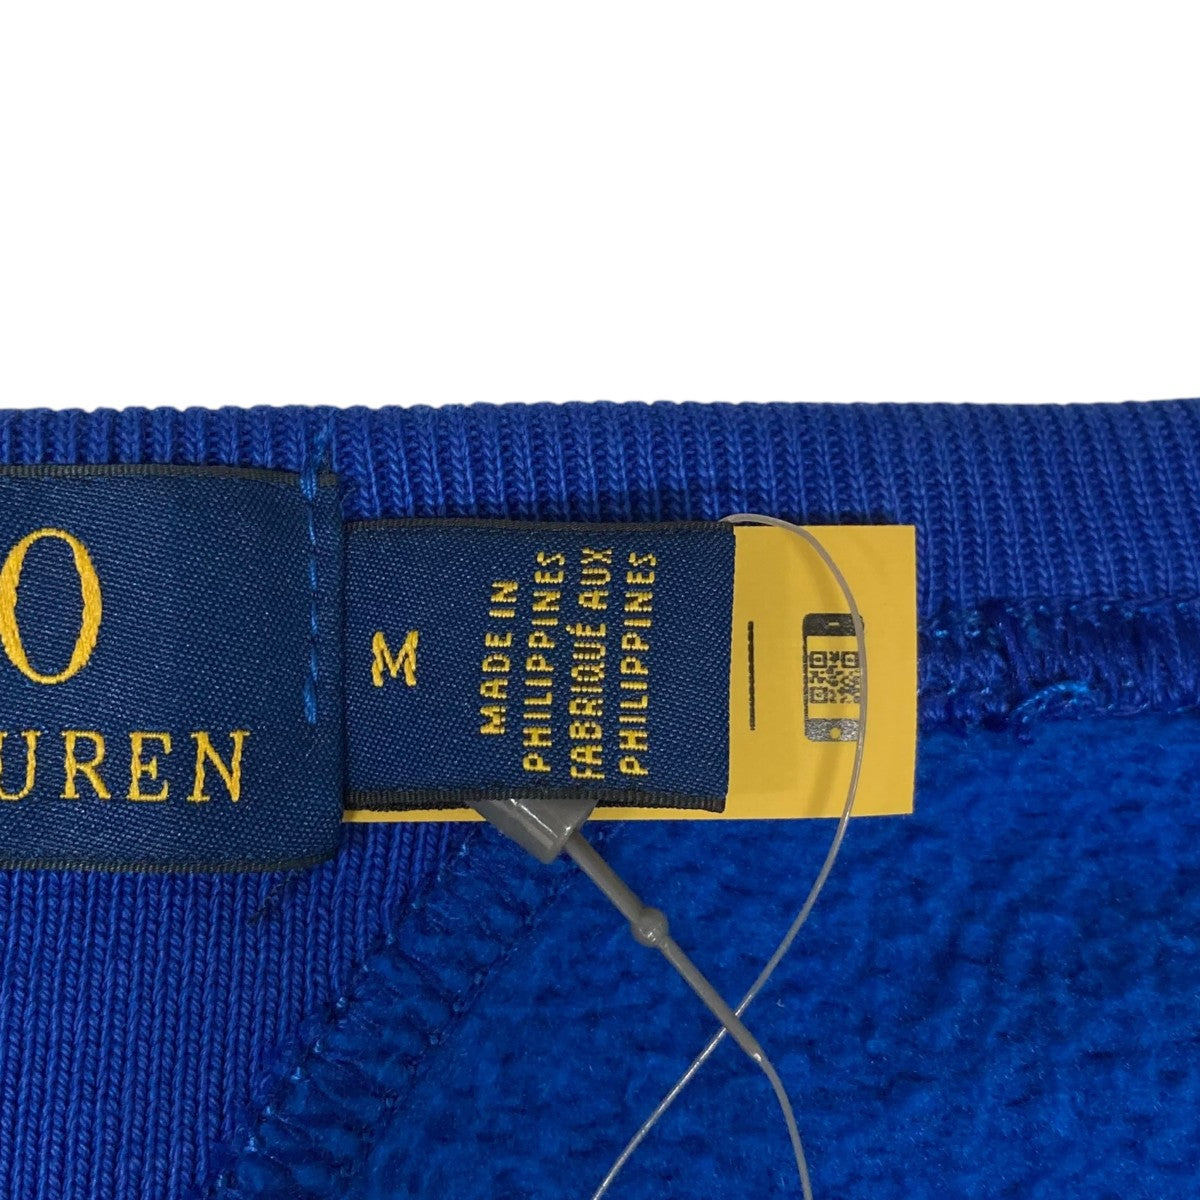 O
UREN
M
MADE IN
PHILIPPINES
FABRIQUÉ AUX
PHILIPPINES